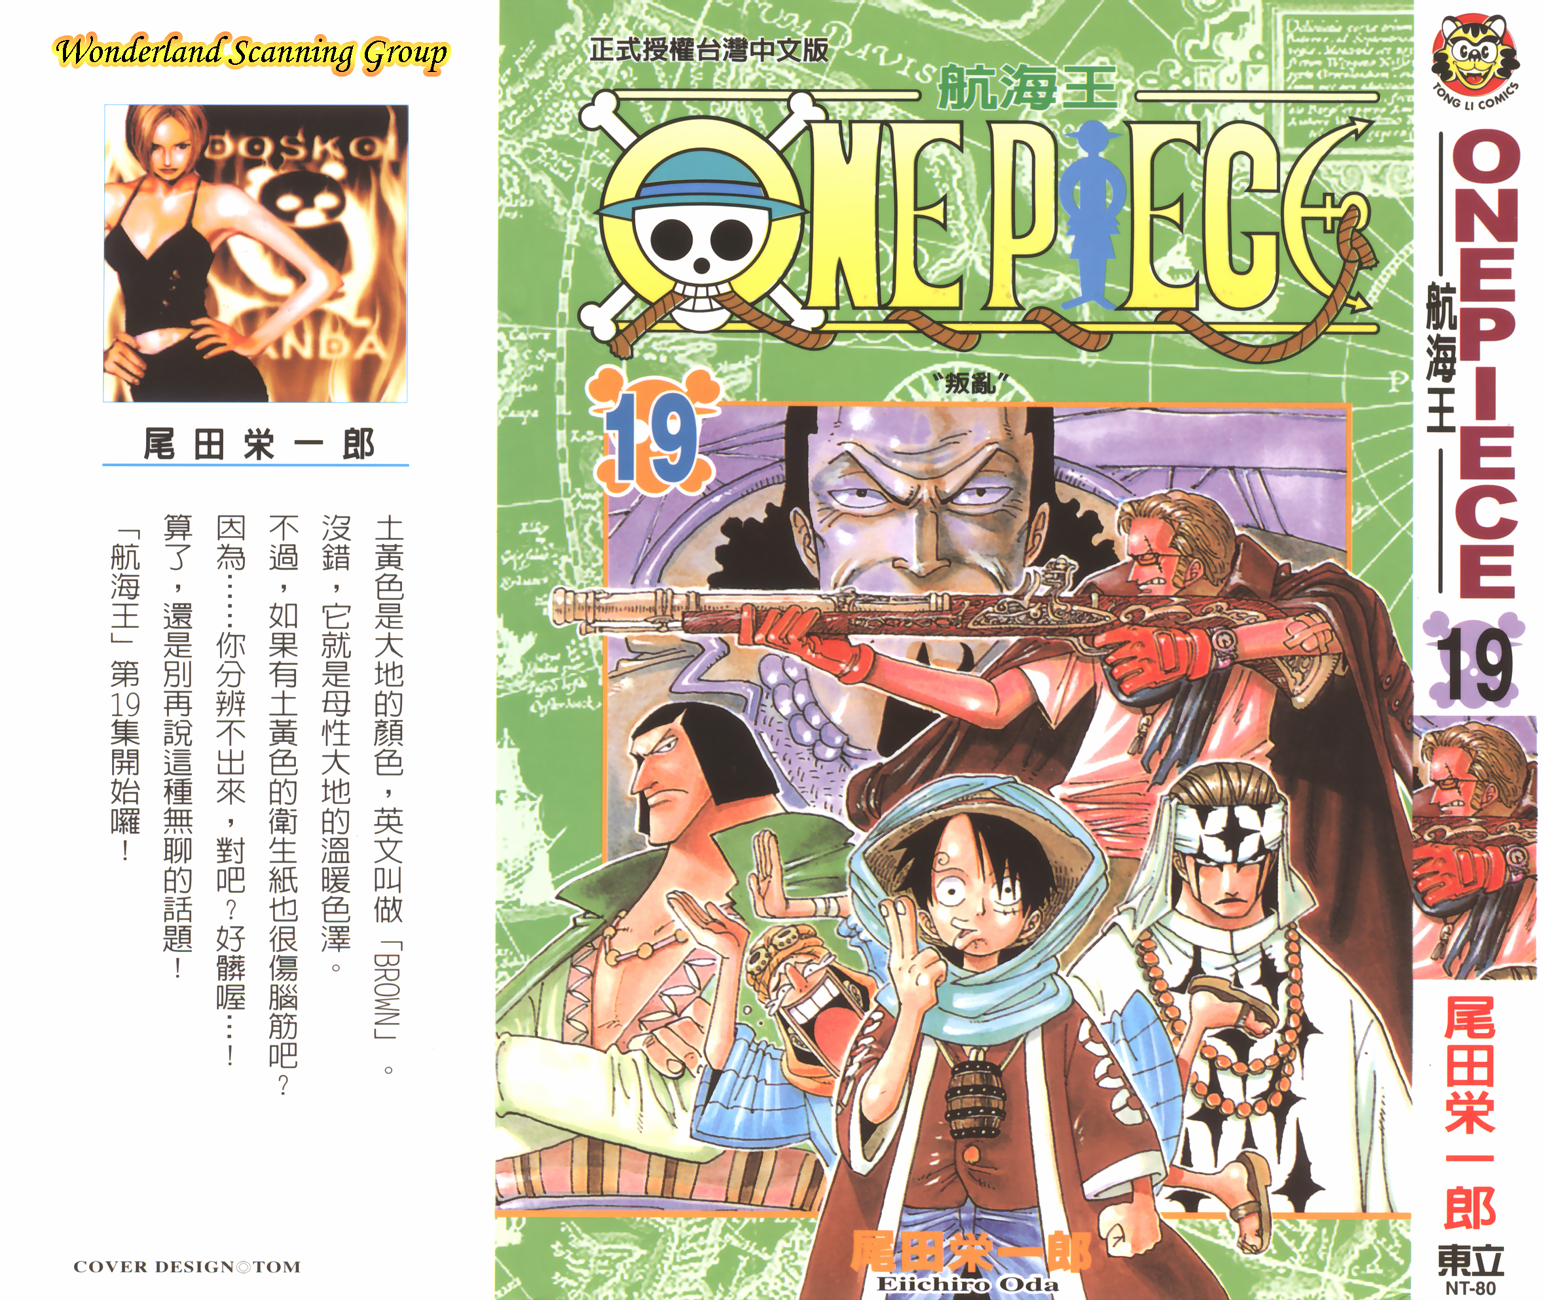 Wonderland Scanning Group
DOSKOI
PANDA
尾田栄一郎
土黃色是大地的顏色，英文叫做「BROWN」。
沒錯，它就是母性大地的溫暖色澤。
不過，如果有土黃色的衛生紙也很傷腦筋吧？
因為……你分辨不出來，對吧？好髒喔…！
算了，還是別再說這種無聊的話題！
「航海王」第19集開始囉！
COVER DESIGN◎TOM
正式授權台灣中文版
航海王
ONE PIECE
19
"叛亂"
尾田栄一郎
Eiichiro Oda
TONG LI COMICS
ONE PIECE
航海王
19
尾田栄一郎
東立
NT-80